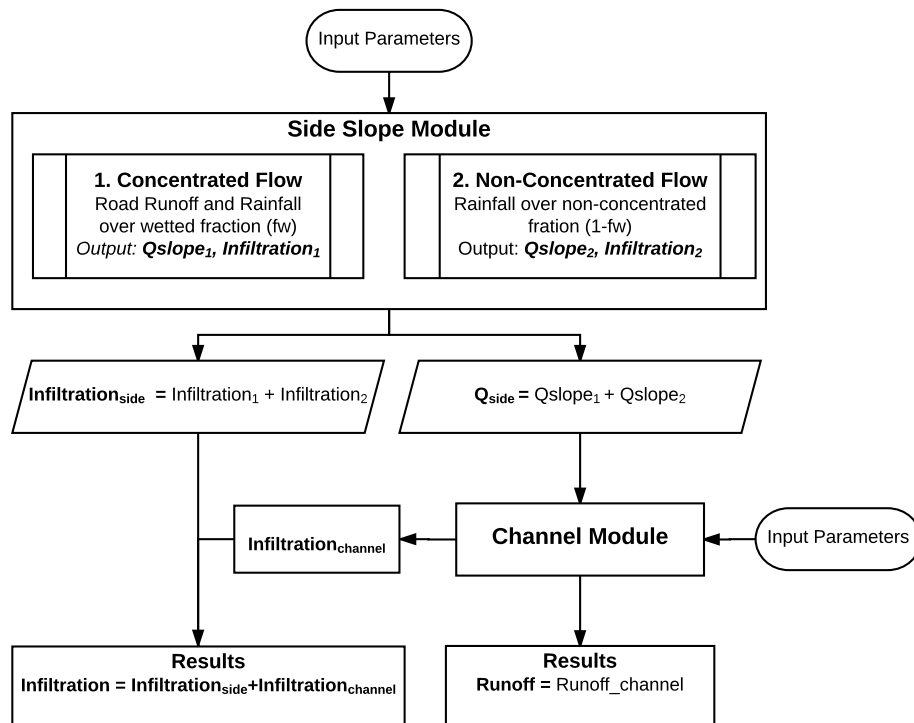 Input Parameters
Side Slope Module
1. Concentrated Flow
Road Runoff and Rainfall
over wetted fraction (fw)
Output: Qslope₁, Infiltration₁
2. Non-Concentrated Flow
Rainfall over non-concentrated
fration (1-fw)
Output: Qslope₂, Infiltration₂
Infiltrationside = Infiltration₁ + Infiltration₂
Qside = Qslope₁ + Qslope₂
Infiltrationchannel
Channel Module
Input Parameters
Results
Infiltration = Infiltrationside+Infiltrationchannel
Results
Runoff = Runoff_channel